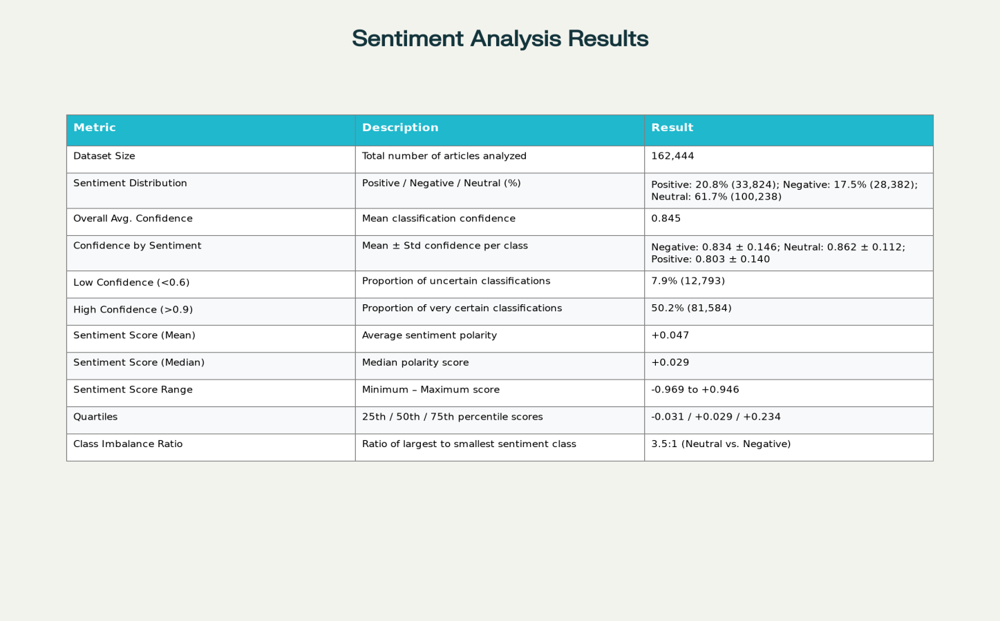 Sentiment Analysis Results
Metric Description Result
Dataset Size Total number of articles analyzed 162,444
Sentiment Distribution Positive / Negative / Neutral (%) Positive: 20.8% (33,824); Negative: 17.5% (28,382);
Neutral: 61.7% (100,238)
Overall Avg. Confidence Mean classification confidence 0.845
Confidence by Sentiment Mean ± Std confidence per class Negative: 0.834 ± 0.146; Neutral: 0.862 ± 0.112;
Positive: 0.803 ± 0.140
Low Confidence (<0.6) Proportion of uncertain classifications 7.9% (12,793)
High Confidence (>0.9) Proportion of very certain classifications 50.2% (81,584)
Sentiment Score (Mean) Average sentiment polarity +0.047
Sentiment Score (Median) Median polarity score +0.029
Sentiment Score Range Minimum – Maximum score -0.969 to +0.946
Quartiles 25th / 50th / 75th percentile scores -0.031 / +0.029 / +0.234
Class Imbalance Ratio Ratio of largest to smallest sentiment class 3.5:1 (Neutral vs. Negative)